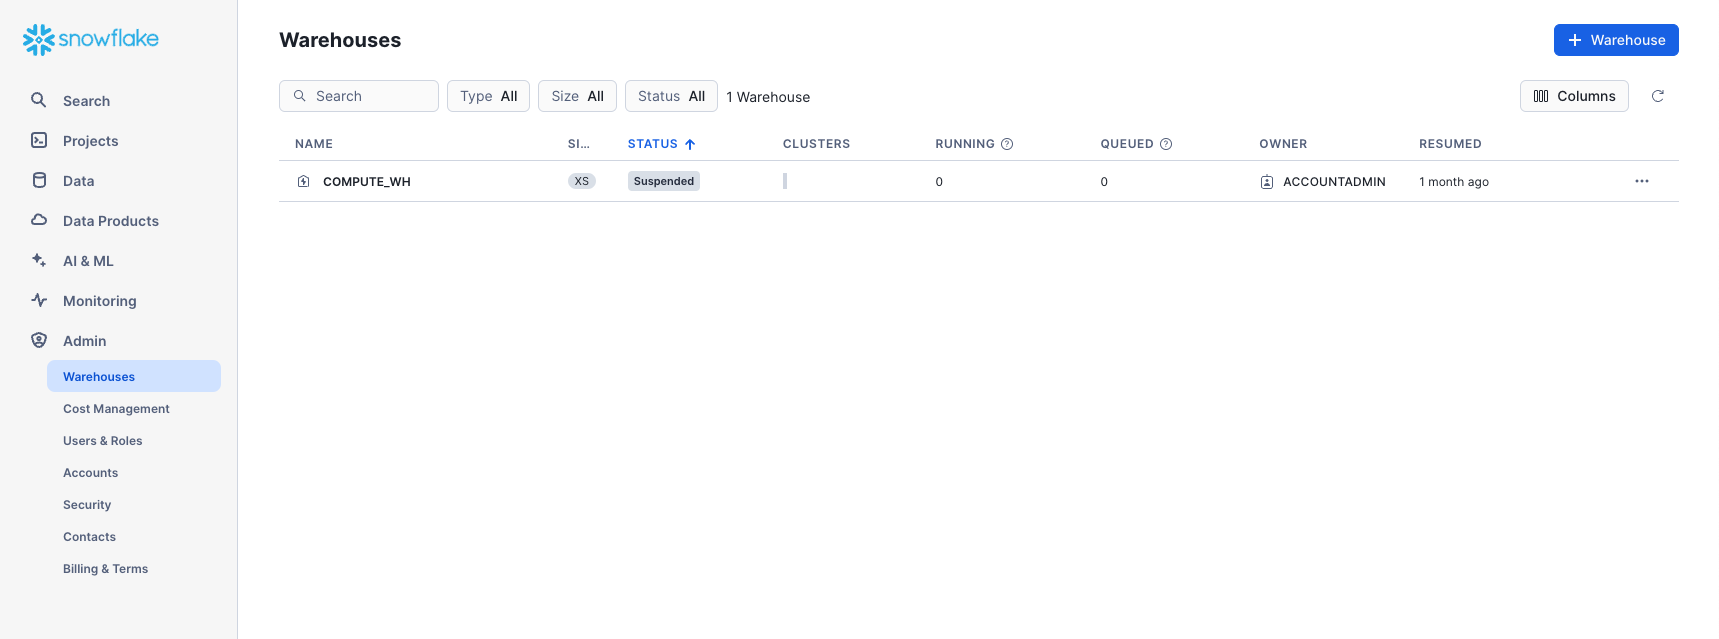 snowflake
Search
Projects
Data
Data Products
AI & ML
Monitoring
Admin
Warehouses
Cost Management
Users & Roles
Accounts
Security
Contacts
Billing & Terms
Warehouses
Warehouse
Search Type All Size All Status All 1 Warehouse Columns
NAME SI... STATUS CLUSTERS RUNNING QUEUED OWNER RESUMED
COMPUTE_WH XS Suspended 0 0 ACCOUNTADMIN 1 month ago